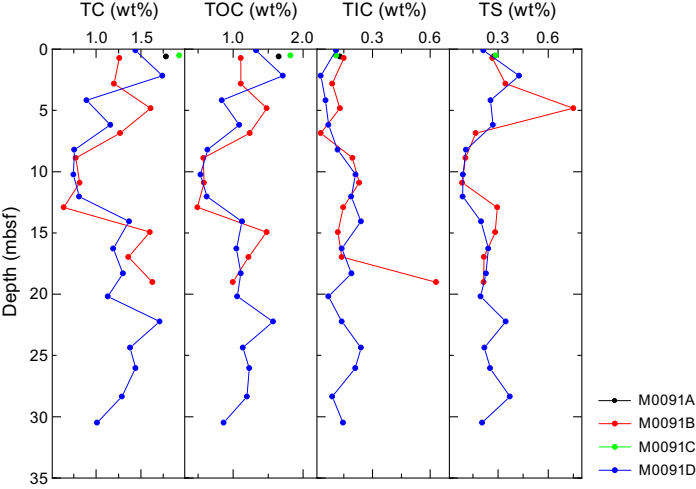 TC (wt%) TOC (wt%) TIC (wt%) TS (wt%)
1.0 1.5 1.0 2.0 0.3 0.6 0.3 0.6
0
5
10
15
20
25
30
35
Depth (mbsf)
M0091A
M0091B
M0091C
M0091D